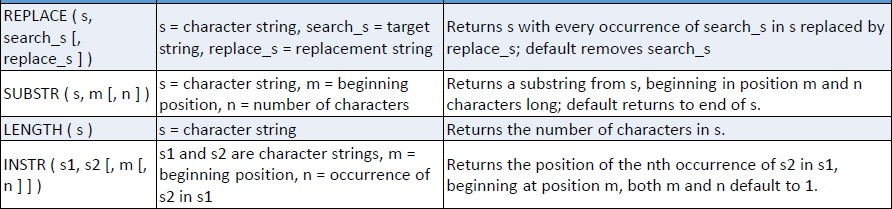 REPLACE ( s,
search_s [,
replace_s ] )
s = character string, search_s = target
string, replace_s = replacement string
Returns s with every occurrence of search_s in s replaced by
replace_s; default removes search_s
SUBSTR ( s, m [, n ] )
s = character string, m = beginning
position, n = number of characters
Returns a substring from s, beginning in position m and n
characters long; default returns to end of s.
LENGTH ( s )
s = character string
Returns the number of characters in s.
INSTR ( s1, s2 [, m [,
n ] ] )
s1 and s2 are character strings, m =
beginning position, n = occurrence of
s2 in s1
Returns the position of the nth occurrence of s2 in s1,
beginning at position m, both m and n default to 1.